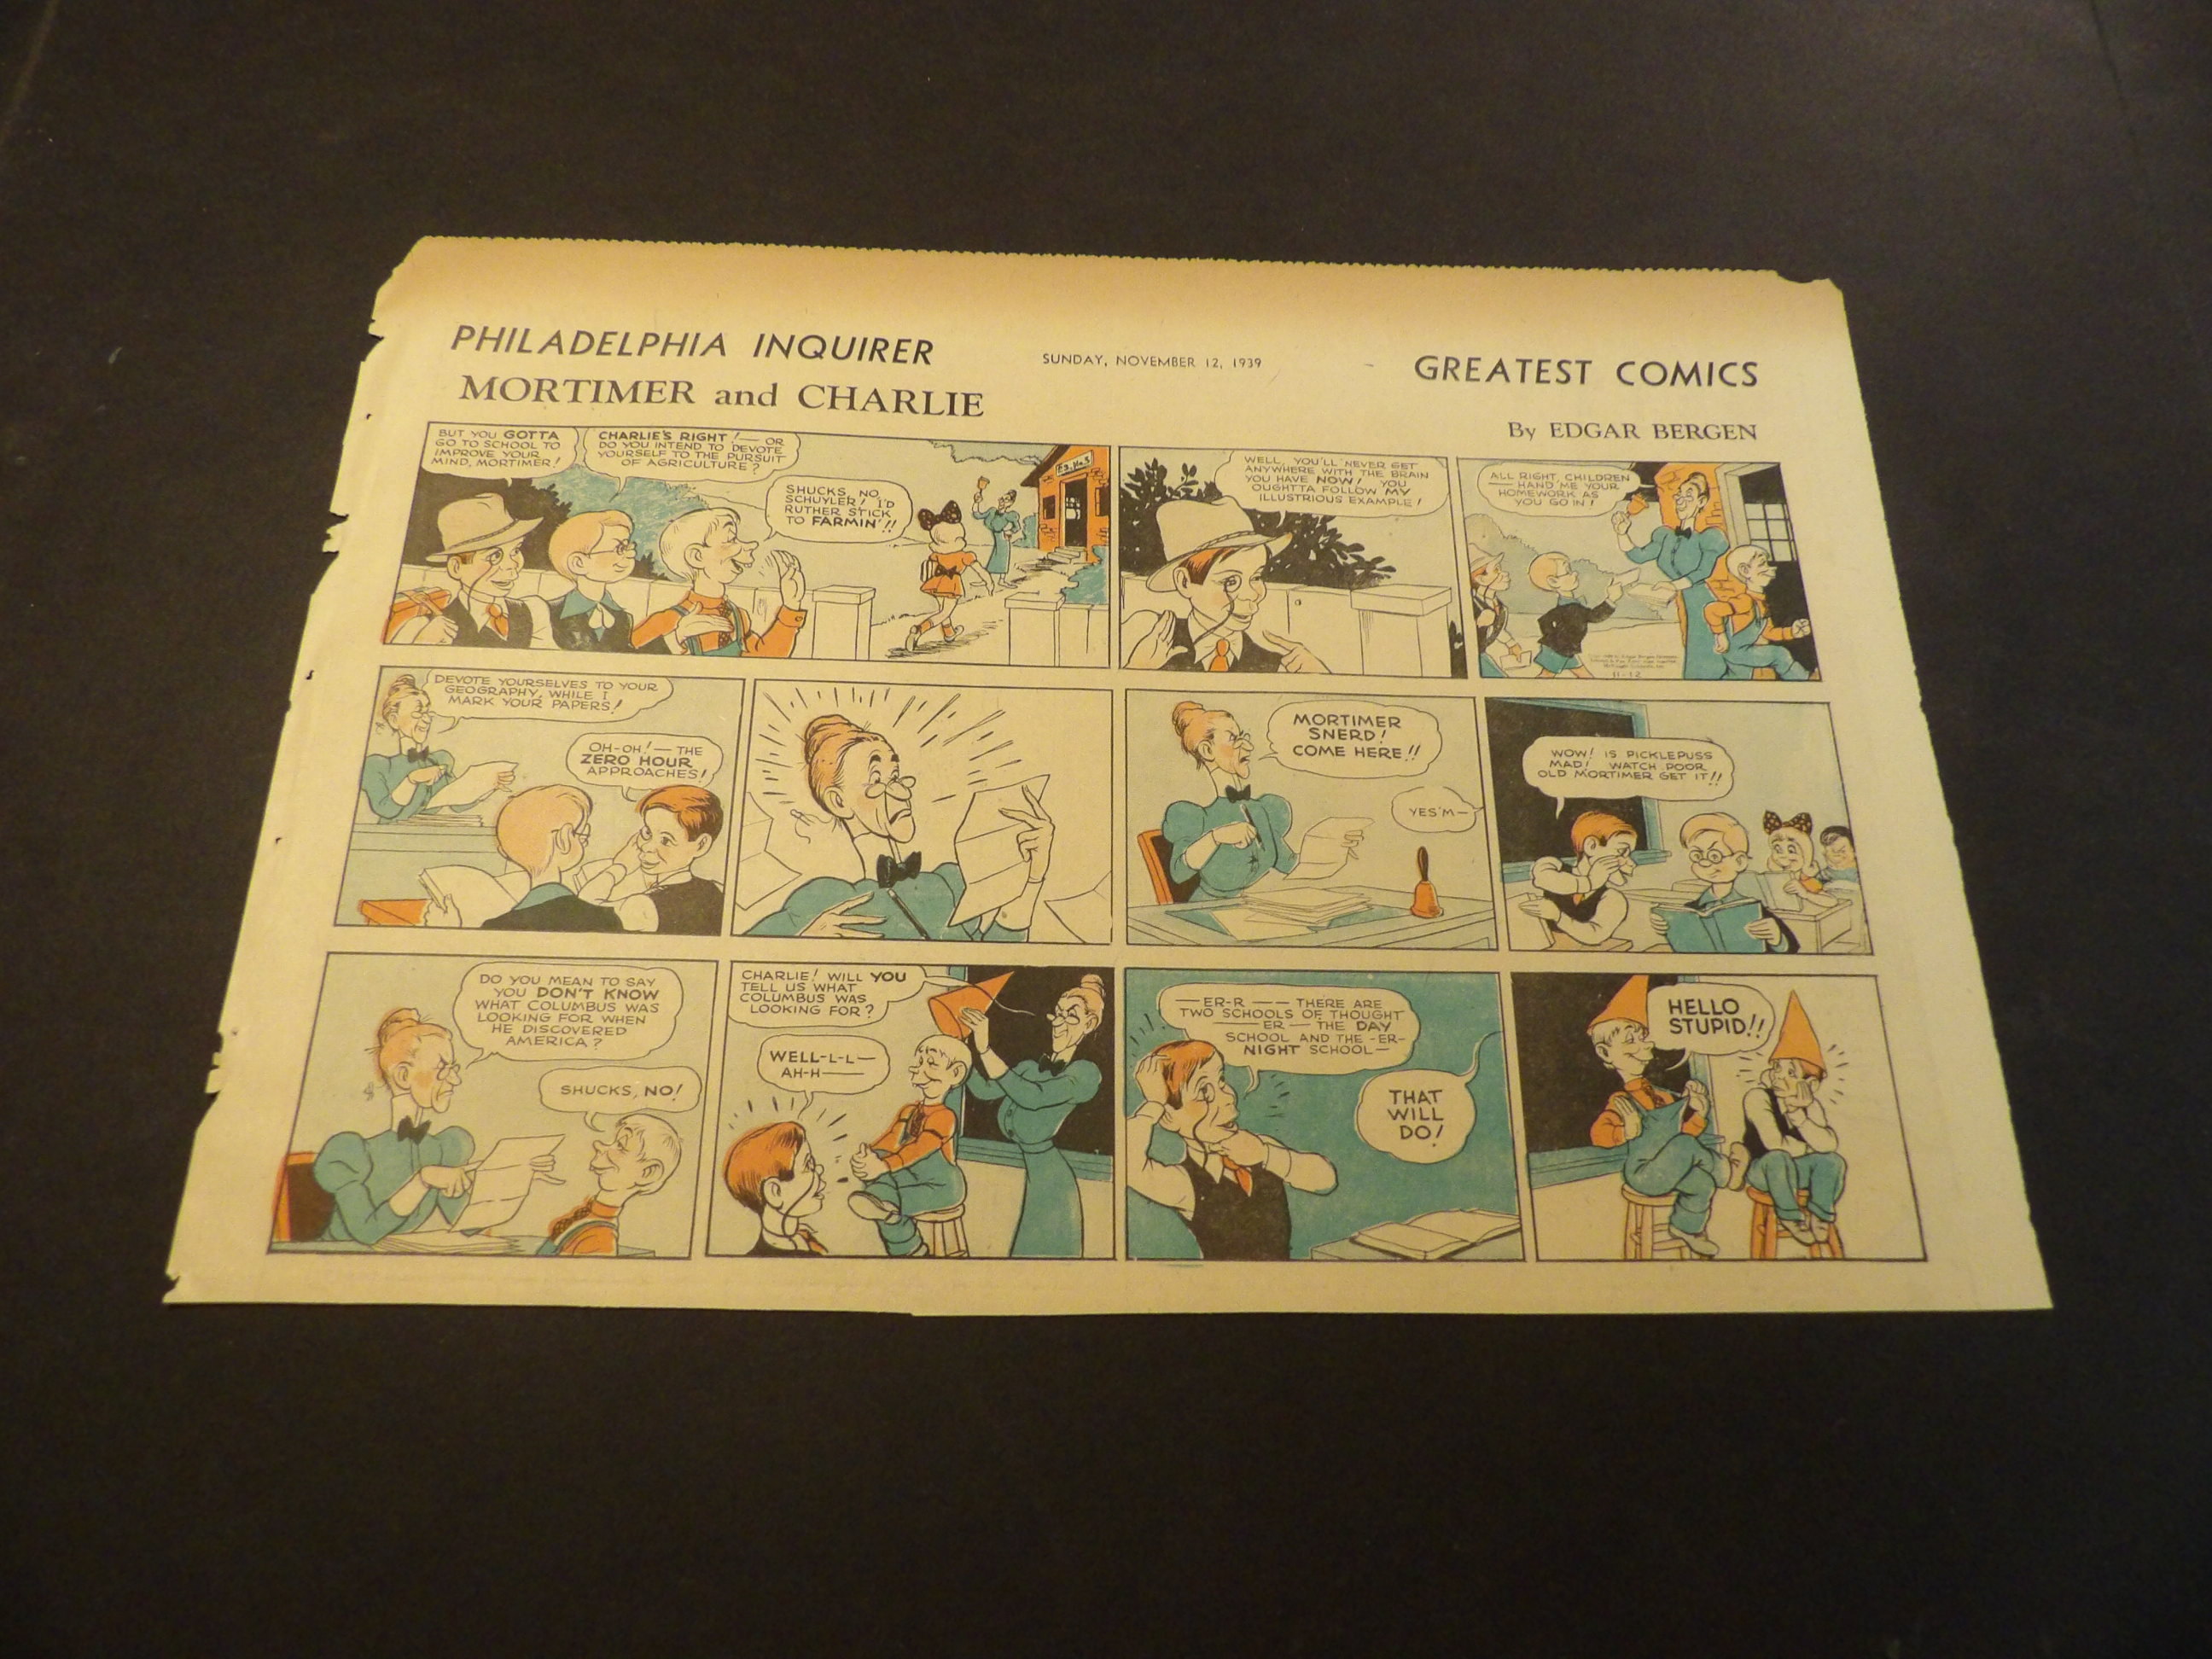 PHILADELPHIA INQUIRER
SUNDAY, NOVEMBER 12, 1939
GREATEST COMICS
MORTIMER and CHARLIE
By EDGAR BERGEN
BUT YOU GOTTA
GO TO SCHOOL TO
IMPROVE YOUR
MIND, MORTIMER!
CHARLIE'S RIGHT! — OR
DO YOU INTEND TO DEVOTE
YOURSELF TO THE PURSUIT
OF AGRICULTURE?
SHUCKS, NO,
SCHUYLER! I'D
RUTHER STICK
TO FARMIN'!!
WELL, YOU'LL NEVER GET
ANYWHERE WITH THE BRAIN
YOU HAVE NOW! YOU
OUGHTTA FOLLOW MY
ILLUSTRIOUS EXAMPLE!
ALL RIGHT, CHILDREN
— HAND ME YOUR
HOMEWORK AS
YOU GO IN!
11-12
DEVOTE YOURSELVES TO YOUR
GEOGRAPHY, WHILE I
MARK YOUR PAPERS!
OH-OH! — THE
ZERO HOUR
APPROACHES!
MORTIMER
SNERD!
COME HERE!!
YES'M—
WOW! IS PICKLEPUSS
MAD! WATCH POOR
OLD MORTIMER GET IT!!
DO YOU MEAN TO SAY
YOU DON'T KNOW
WHAT COLUMBUS WAS
LOOKING FOR WHEN
HE DISCOVERED
AMERICA?
SHUCKS, NO!
CHARLIE! WILL YOU
TELL US WHAT
COLUMBUS WAS
LOOKING FOR?
WELL-L-L—
AH-H——
—ER-R —— THERE ARE
TWO SCHOOLS OF THOUGHT
——ER — THE DAY
SCHOOL AND THE -ER-
NIGHT SCHOOL—
THAT
WILL
DO!
HELLO
STUPID!!